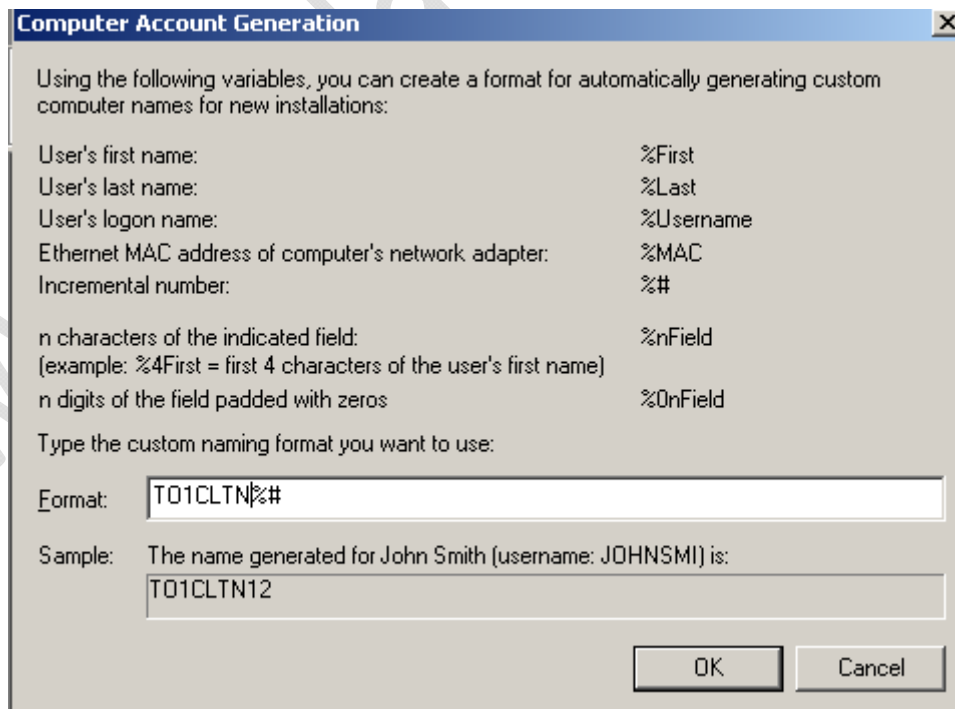 Computer Account Generation
Using the following variables, you can create a format for automatically generating custom
computer names for new installations:
User's first name: %First
User's last name: %Last
User's logon name: %Username
Ethernet MAC address of computer's network adapter: %MAC
Incremental number: %#
n characters of the indicated field: %nField
(example: %4First = first 4 characters of the user's first name)
n digits of the field padded with zeros %0nField
Type the custom naming format you want to use:
Format: TO1CLTN%#
Sample: The name generated for John Smith (username: JOHNSMI) is:
TO1CLTN12
OK Cancel